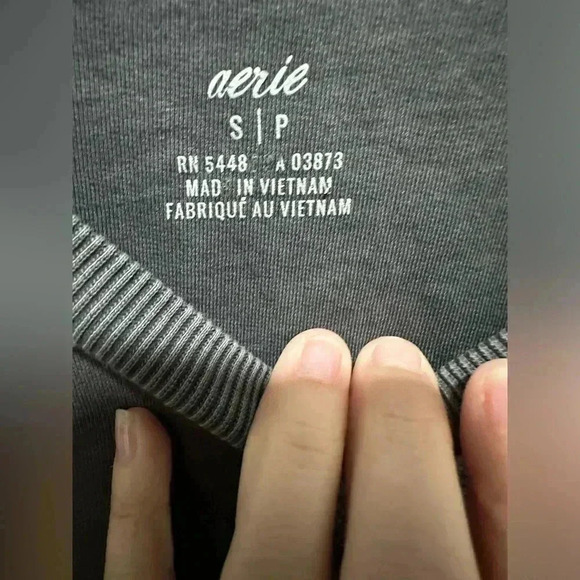 aerie
S | P
RN 5448 A 03873
MAD IN VIETNAM
FABRIQUÉ AU VIETNAM